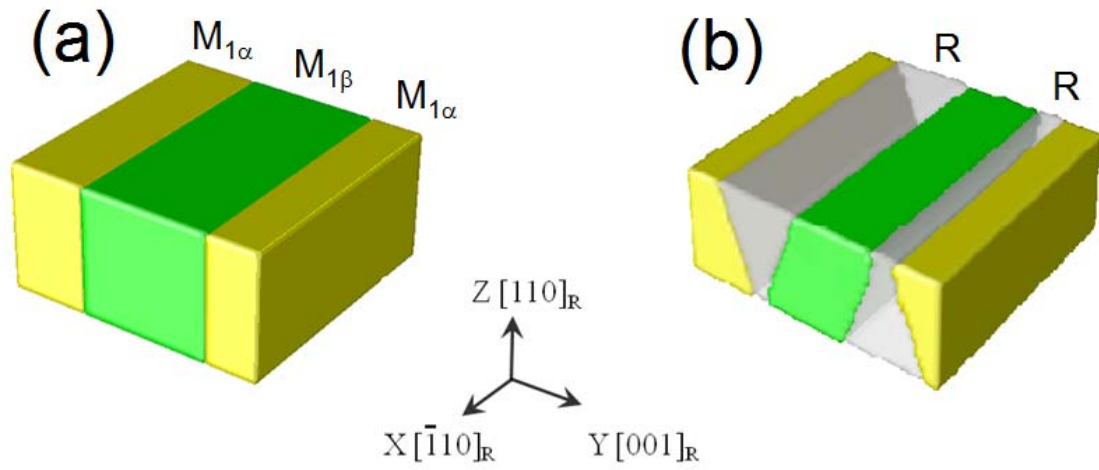 (a)
M₁α
M₁β
M₁α
(b)
R
R
Z [110]R
X [1̄10]R
Y [001]R